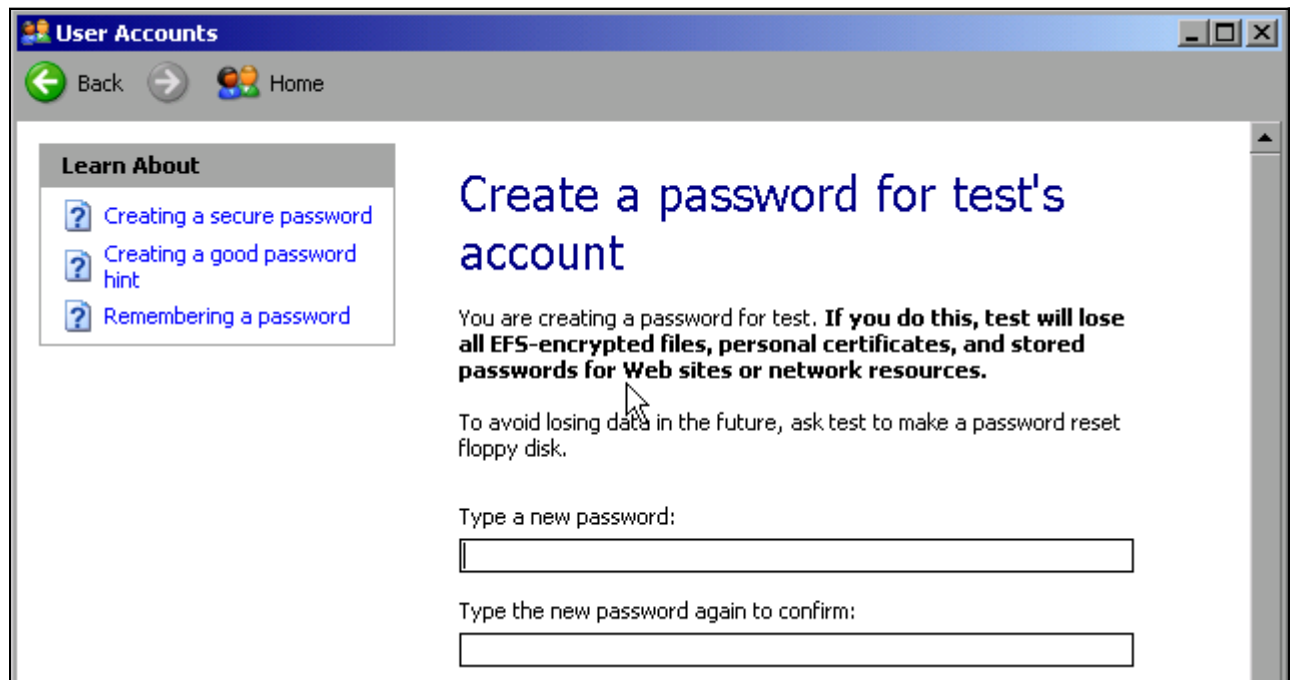 User Accounts
Back Home
Learn About
Creating a secure password
Creating a good password
hint
Remembering a password
Create a password for test's
account
You are creating a password for test. If you do this, test will lose
all EFS-encrypted files, personal certificates, and stored
passwords for Web sites or network resources.
To avoid losing data in the future, ask test to make a password reset
floppy disk.
Type a new password:
Type the new password again to confirm: